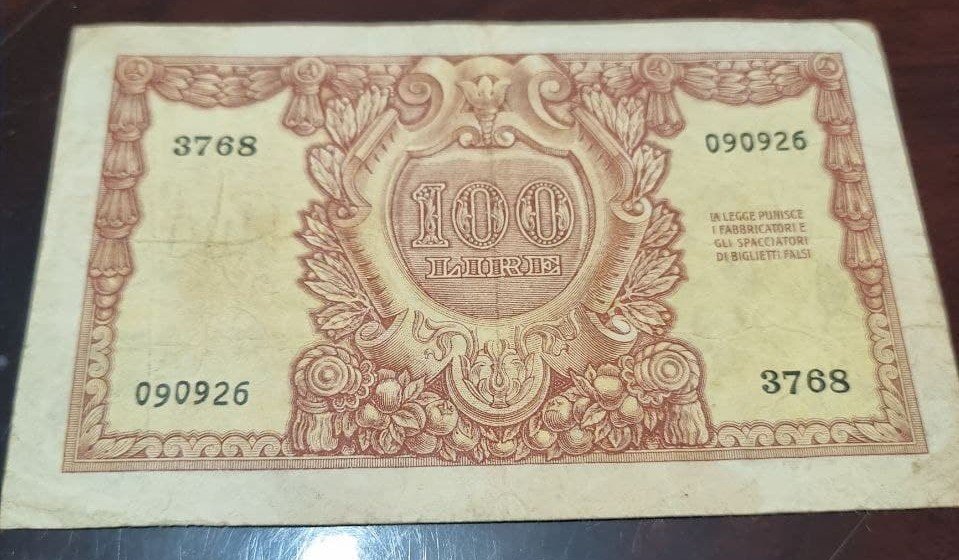 3768
090926
100
LIRE
LA LEGGE PUNISCE
I FABBRICATORI E
GLI SPACCIATORI
DI BIGLIETTI FALSI
090926
3768